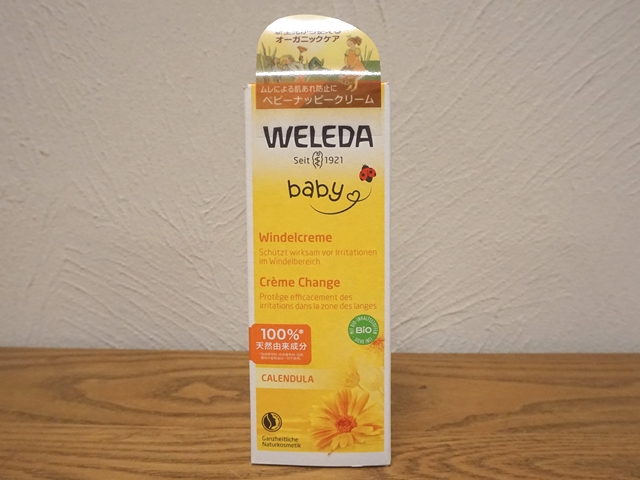 オーガニックケア
ムレによる肌あれ防止に
ベビーナッピークリーム
WELEDA
Seit 1921
baby
Windelcreme
Schützt wirksam vor Irritationen
im Windelbereich
Crème Change
Protège efficacement des
irritations dans la zone des langes
100%*
天然由来成分
BIO
CALENDULA
Ganzheitliche
Naturkosmetik